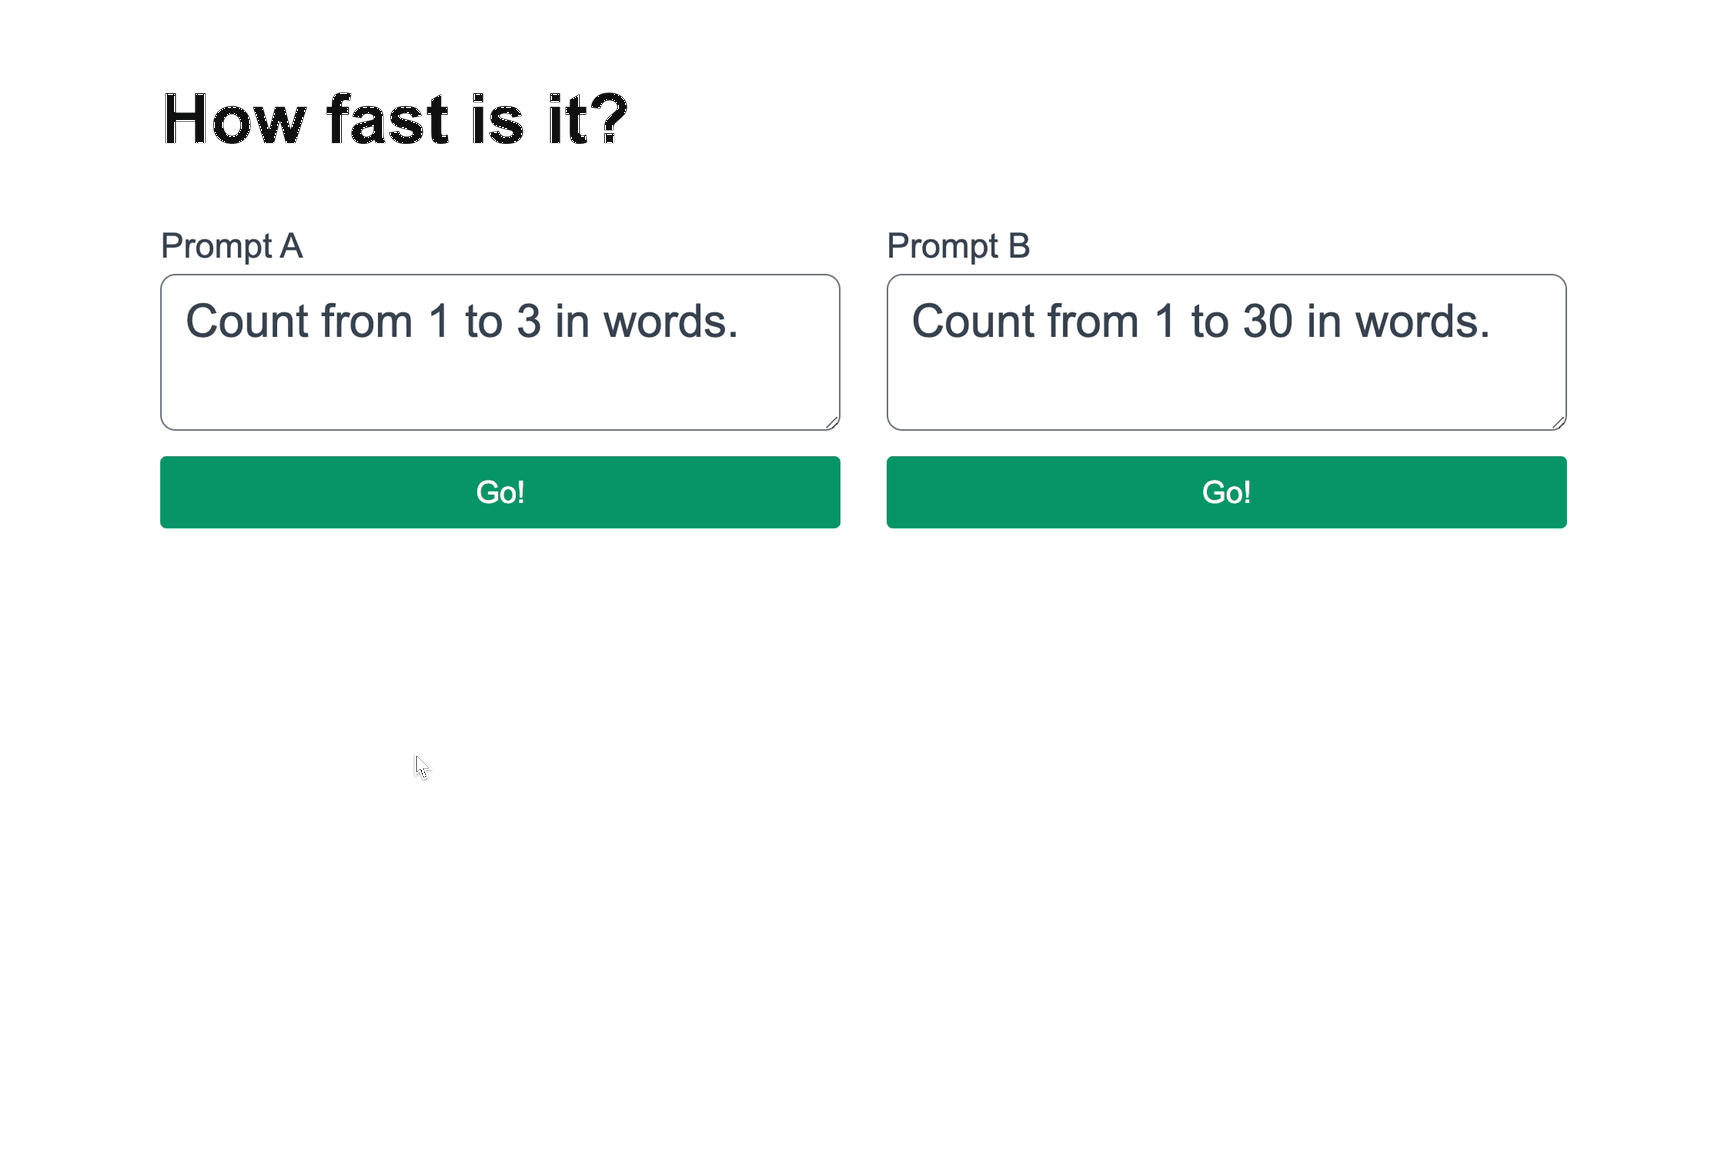 How fast is it?
Prompt A
Prompt B
Count from 1 to 3 in words.
Count from 1 to 30 in words.
Go!
Go!